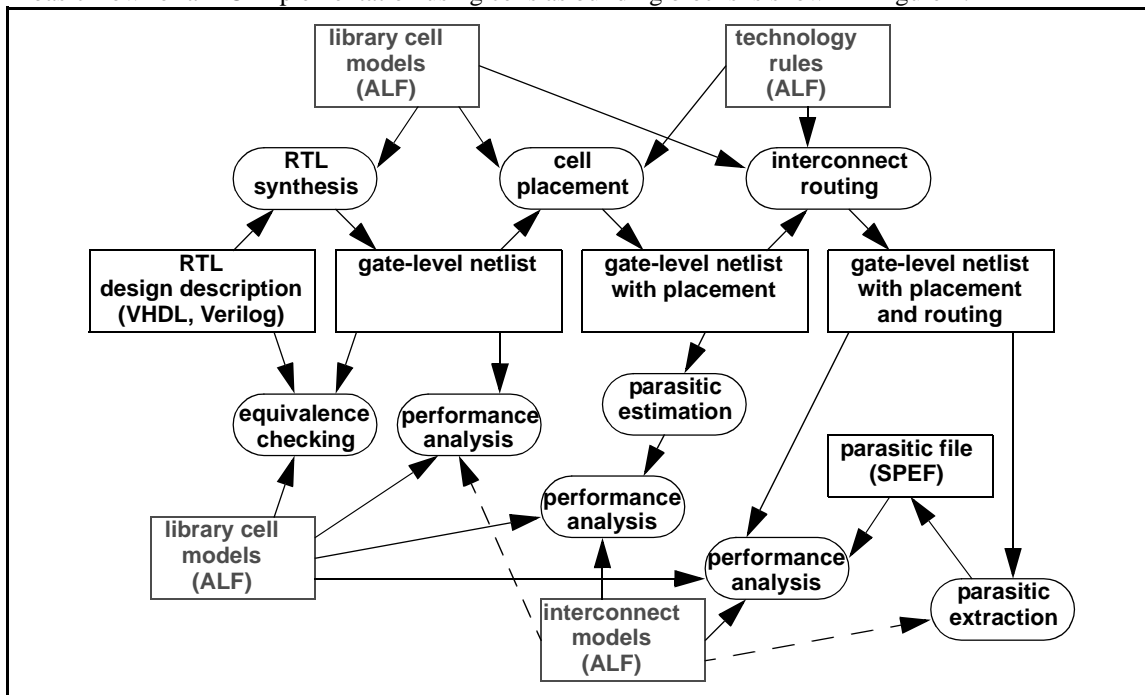 library cell
models
(ALF)
technology
rules
(ALF)
RTL
synthesis
cell
placement
interconnect
routing
RTL
design description
(VHDL, Verilog)
gate-level netlist
gate-level netlist
with placement
gate-level netlist
with placement
and routing
equivalence
checking
performance
analysis
parasitic
estimation
parasitic file
(SPEF)
performance
analysis
library cell
models
(ALF)
performance
analysis
interconnect
models
(ALF)
parasitic
extraction